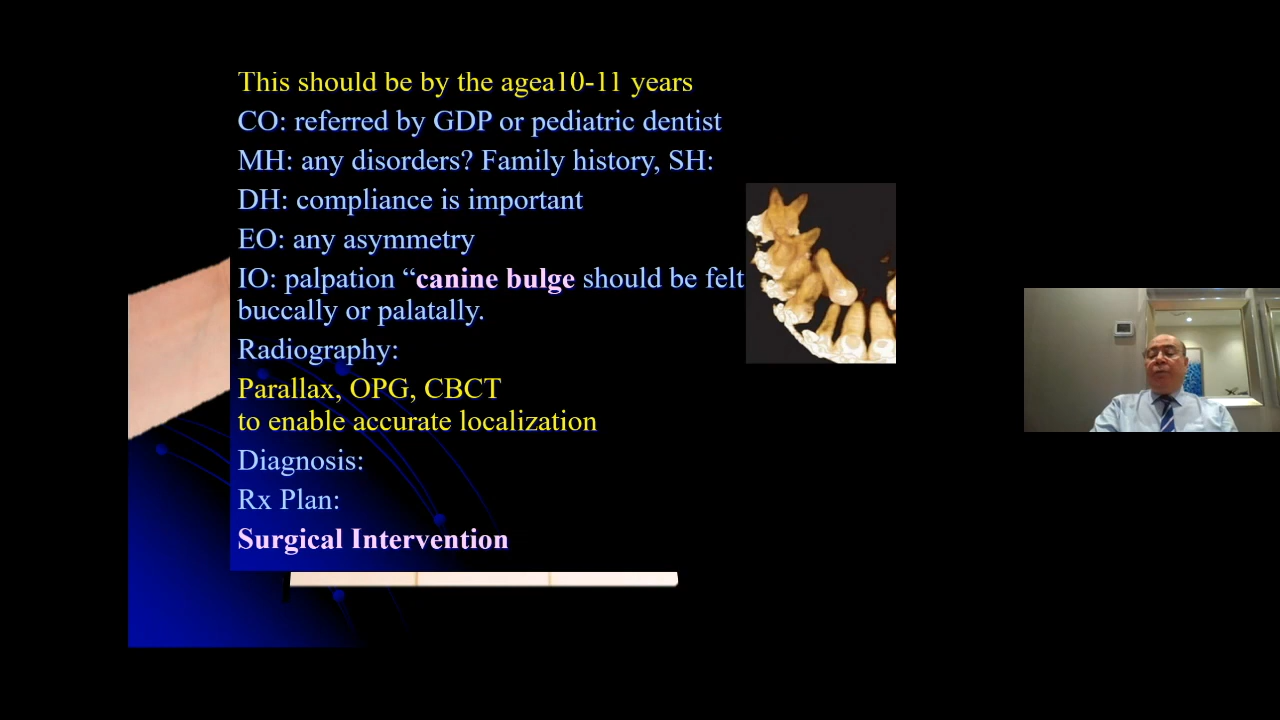 This should be by the agea10-11 years
CO: referred by GDP or pediatric dentist
MH: any disorders? Family history, SH:
DH: compliance is important
EO: any asymmetry
IO: palpation “canine bulge should be felt
buccally or palatally.
Radiography:
Parallax, OPG, CBCT
to enable accurate localization
Diagnosis:
Rx Plan:
Surgical Intervention